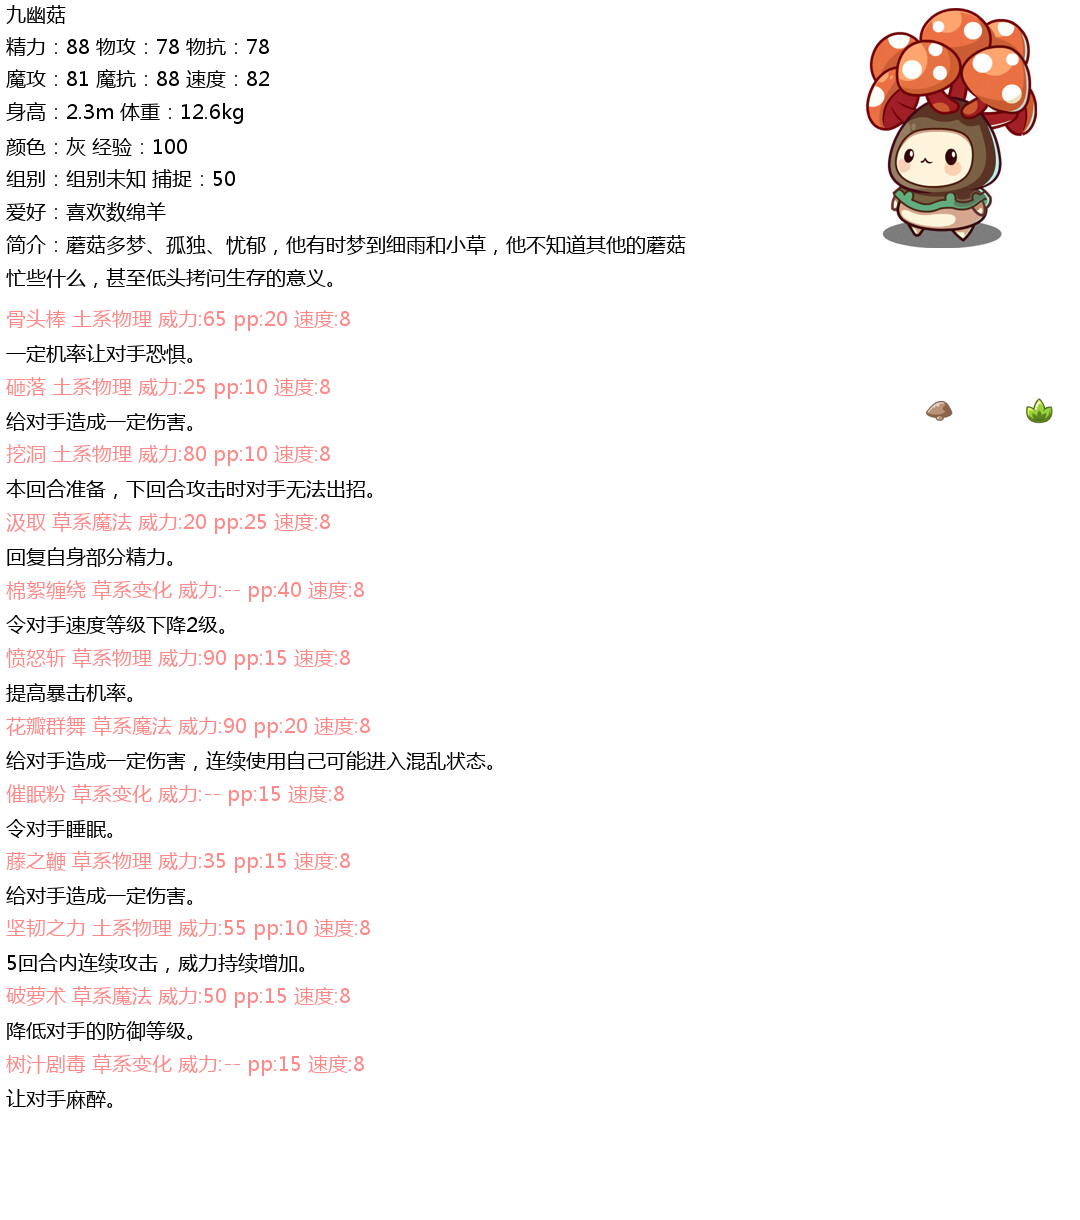 九幽菇
精力：88 物攻：78 物抗：78
魔攻：81 魔抗：88 速度：82
身高：2.3m 体重：12.6kg
颜色：灰 经验：100
组别：组别未知 捕捉：50
爱好：喜欢数绵羊
简介：蘑菇多梦、孤独、忧郁，他有时梦到细雨和小草，他不知道其他的蘑菇
忙些什么，甚至低头拷问生存的意义。
骨头棒 土系物理 威力:65 pp:20 速度:8
一定机率让对手恐惧。
砸落 土系物理 威力:25 pp:10 速度:8
给对手造成一定伤害。
挖洞 土系物理 威力:80 pp:10 速度:8
本回合准备，下回合攻击时对手无法出招。
汲取 草系魔法 威力:20 pp:25 速度:8
回复自身部分精力。
棉絮缠绕 草系变化 威力:-- pp:40 速度:8
令对手速度等级下降2级。
愤怒斩 草系物理 威力:90 pp:15 速度:8
提高暴击机率。
花瓣群舞 草系魔法 威力:90 pp:20 速度:8
给对手造成一定伤害，连续使用自己可能进入混乱状态。
催眠粉 草系变化 威力:-- pp:15 速度:8
令对手睡眠。
藤之鞭 草系物理 威力:35 pp:15 速度:8
给对手造成一定伤害。
坚韧之力 土系物理 威力:55 pp:10 速度:8
5回合内连续攻击，威力持续增加。
破萝术 草系魔法 威力:50 pp:15 速度:8
降低对手的防御等级。
树汁剧毒 草系变化 威力:-- pp:15 速度:8
让对手麻醉。